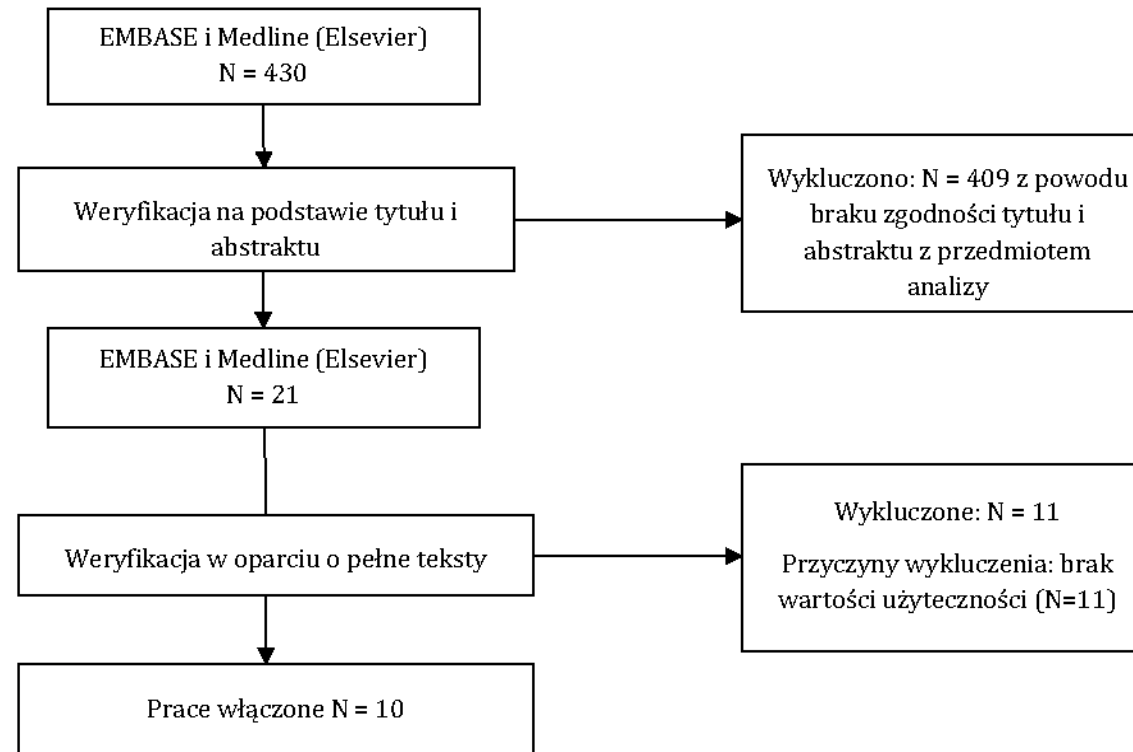 EMBASE i Medline (Elsevier)
N = 430
Weryfikacja na podstawie tytułu i
abstraktu
Wykluczono: N = 409 z powodu
braku zgodności tytułu i
abstraktu z przedmiotem
analizy
EMBASE i Medline (Elsevier)
N = 21
Weryfikacja w oparciu o pełne teksty
Wykluczone: N = 11
Przyczyny wykluczenia: brak
wartości użyteczności (N=11)
Prace włączone N = 10